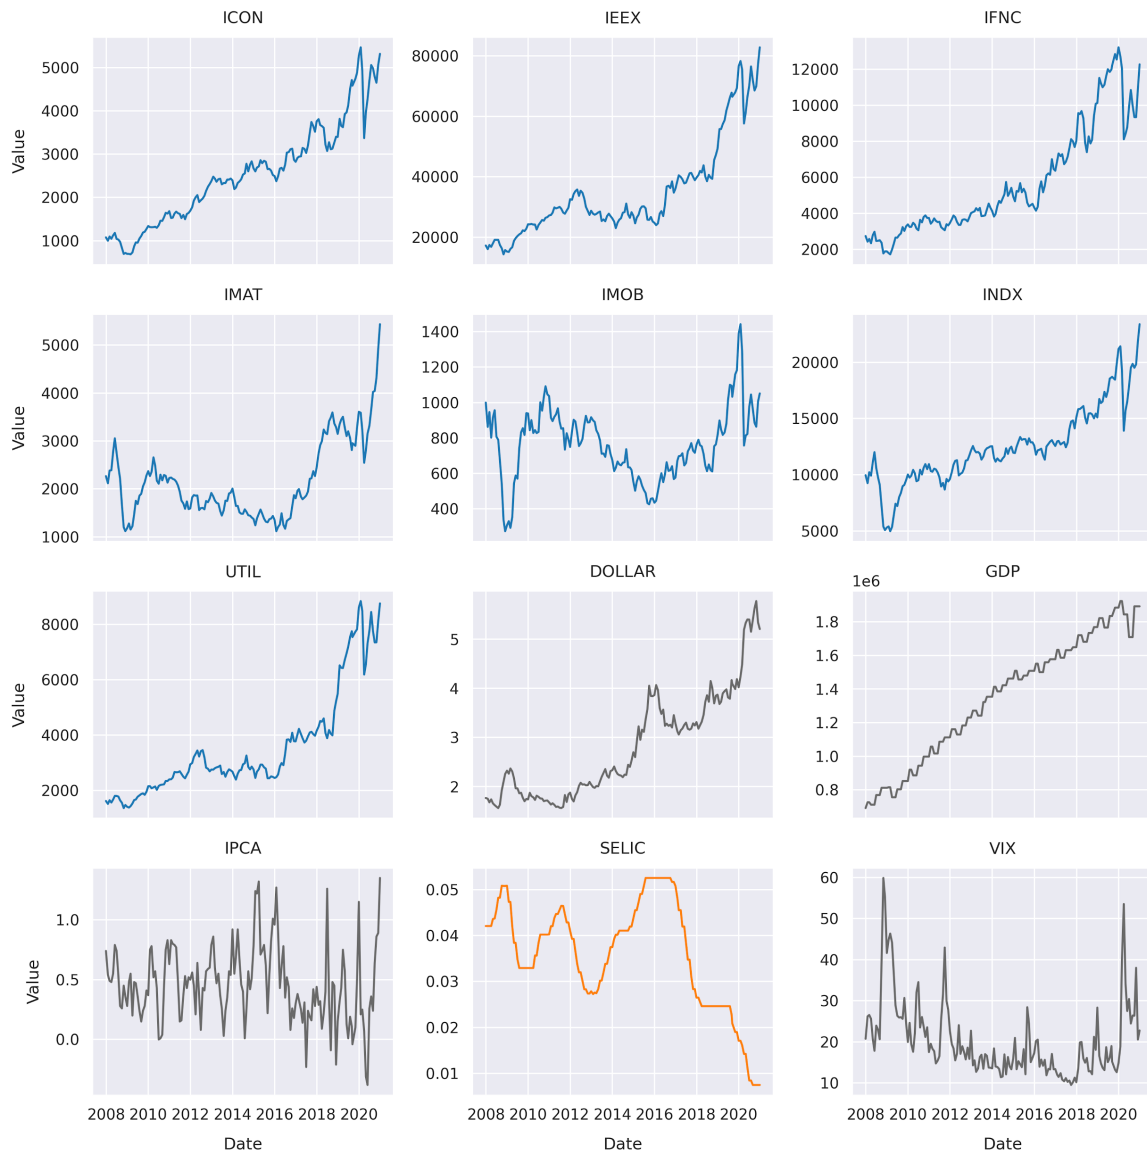 ICON
IEEX
IFNC
Value
5000
4000
3000
2000
1000
80000
60000
40000
20000
12000
10000
8000
6000
4000
2000
IMAT
IMOB
INDX
Value
5000
4000
3000
2000
1000
1400
1200
1000
800
600
400
20000
15000
10000
5000
UTIL
DOLLAR
GDP
Value
8000
6000
4000
2000
5
4
3
2
1e6
1.8
1.6
1.4
1.2
1.0
0.8
IPCA
SELIC
VIX
Value
1.0
0.5
0.0
0.05
0.04
0.03
0.02
0.01
60
50
40
30
20
10
2008 2010 2012 2014 2016 2018 2020
2008 2010 2012 2014 2016 2018 2020
2008 2010 2012 2014 2016 2018 2020
Date
Date
Date